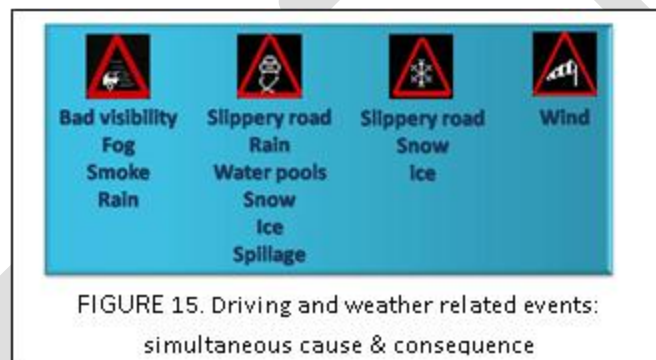 Bad visibility
Fog
Smoke
Rain
Slippery road
Rain
Water pools
Snow
Ice
Spillage
Slippery road
Snow
Ice
Wind
FIGURE 15. Driving and weather related events:
simultaneous cause & consequence